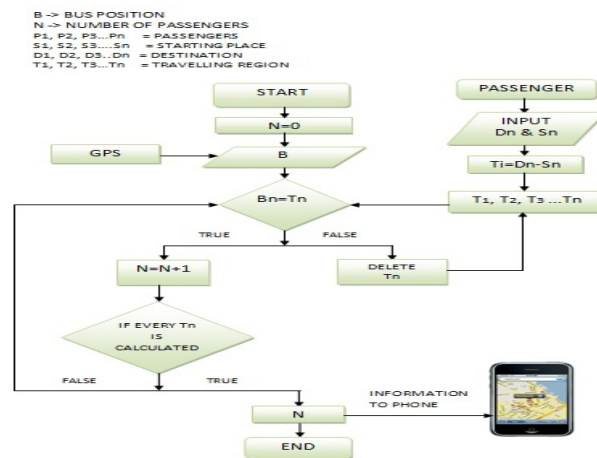 B -> BUS POSITION
N -> NUMBER OF PASSENGERS
P1, P2, P3...Pn = PASSENGERS
S1, S2, S3....Sn = STARTING PLACE
D1, D2, D3..Dn = DESTINATION
T1, T2, T3...Tn = TRAVELLING REGION
START
PASSENGER
N=0
INPUT
Dn & Sn
GPS
B
Ti=Dn-Sn
Bn=Tn
T1, T2, T3 ...Tn
TRUE
FALSE
N=N+1
DELETE
Tn
IF EVERY Tn
IS
CALCULATED
FALSE
TRUE
INFORMATION
TO PHONE
N
END